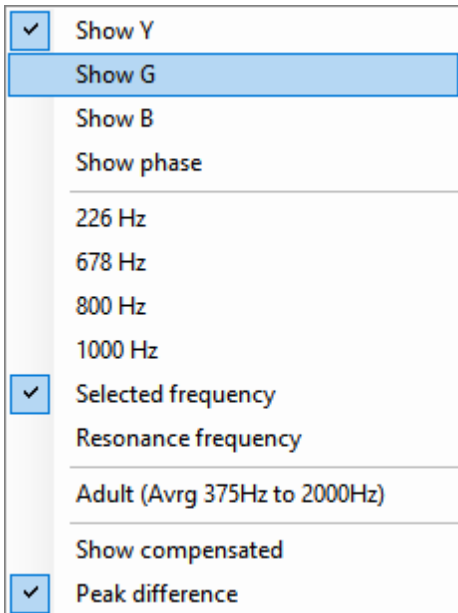 Show Y
Show G
Show B
Show phase
226 Hz
678 Hz
800 Hz
1000 Hz
Selected frequency
Resonance frequency
Adult (Avrg 375Hz to 2000Hz)
Show compensated
Peak difference